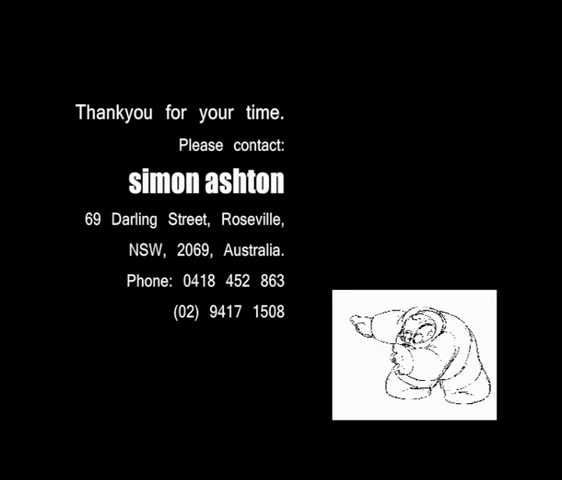 Thankyou for your time.
Please contact:
simon ashton
69 Darling Street, Roseville,
NSW, 2069, Australia.
Phone: 0418 452 863
(02) 9417 1508